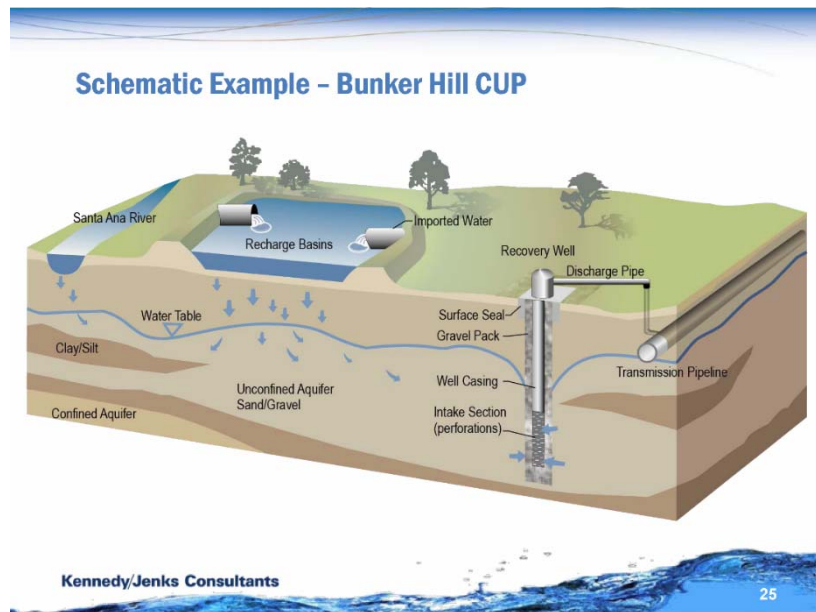 Schematic Example – Bunker Hill CUP
Santa Ana River
Recharge Basins
Imported Water
Recovery Well
Discharge Pipe
Surface Seal
Gravel Pack
Water Table
Clay/Silt
Transmission Pipeline
Well Casing
Unconfined Aquifer
Sand/Gravel
Confined Aquifer
Intake Section
(perforations)
Kennedy/Jenks Consultants
25